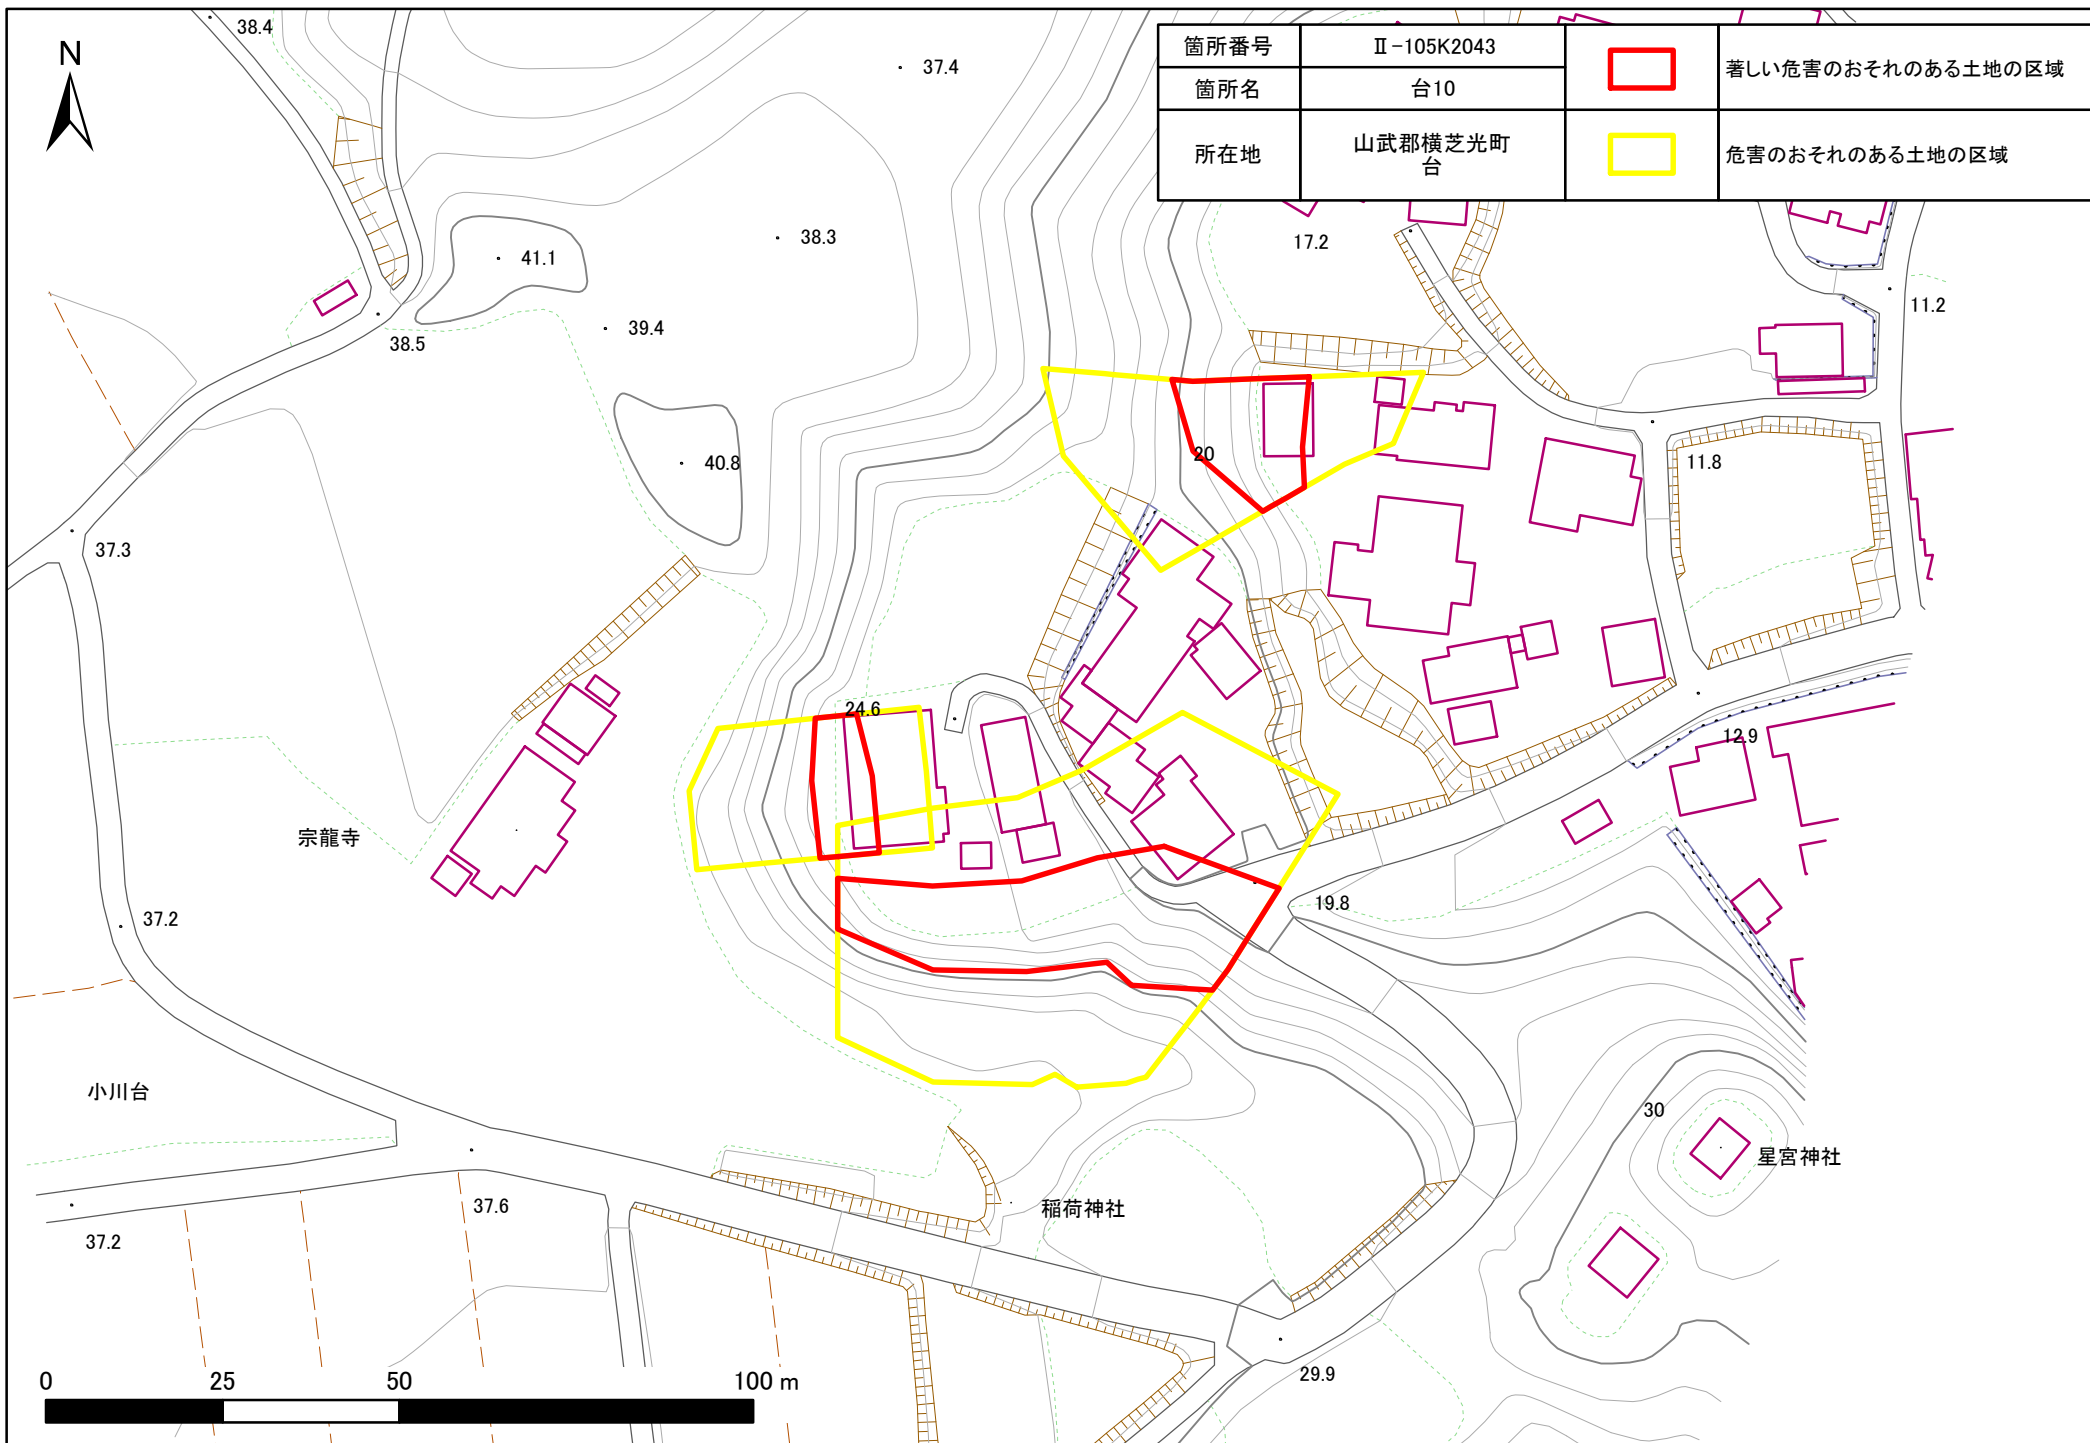 箇所番号 Ⅱ-105K2043
箇所名 台10
所在地 山武郡横芝光町
台
著しい危害のおそれのある土地の区域
危害のおそれのある土地の区域
N
38.4
37.4
38.3
41.1
17.2
11.2
39.4
38.5
20
11.8
40.8
37.3
24.6
12.9
宗龍寺
37.2
19.8
小川台
30
星宮神社
37.6
稲荷神社
37.2
29.9
0 25 50 100 m